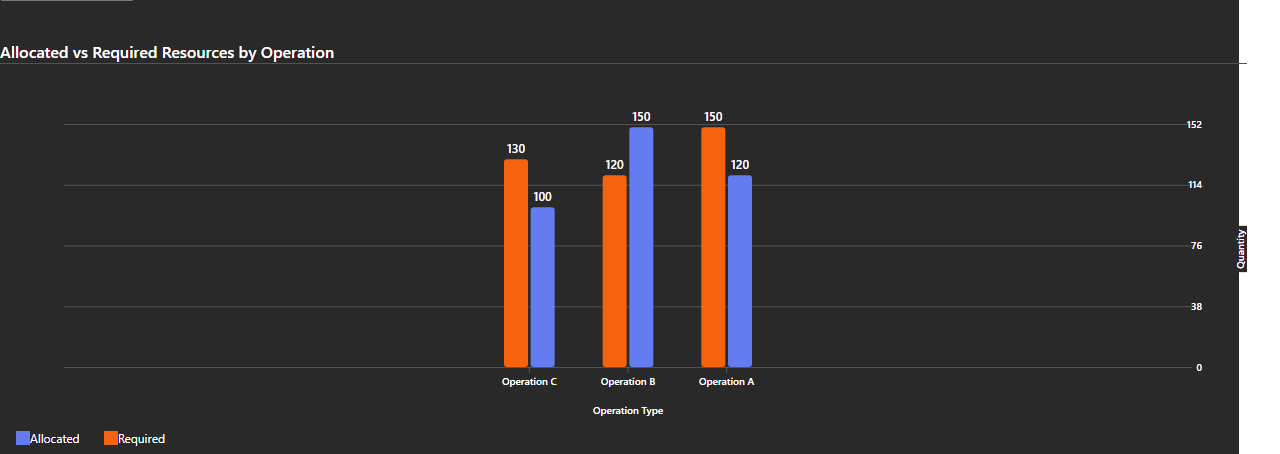 Allocated vs Required Resources by Operation
150 150 152
130
120 120
114
100
76
Quantity
38
0
Operation C Operation B Operation A
Operation Type
Allocated Required